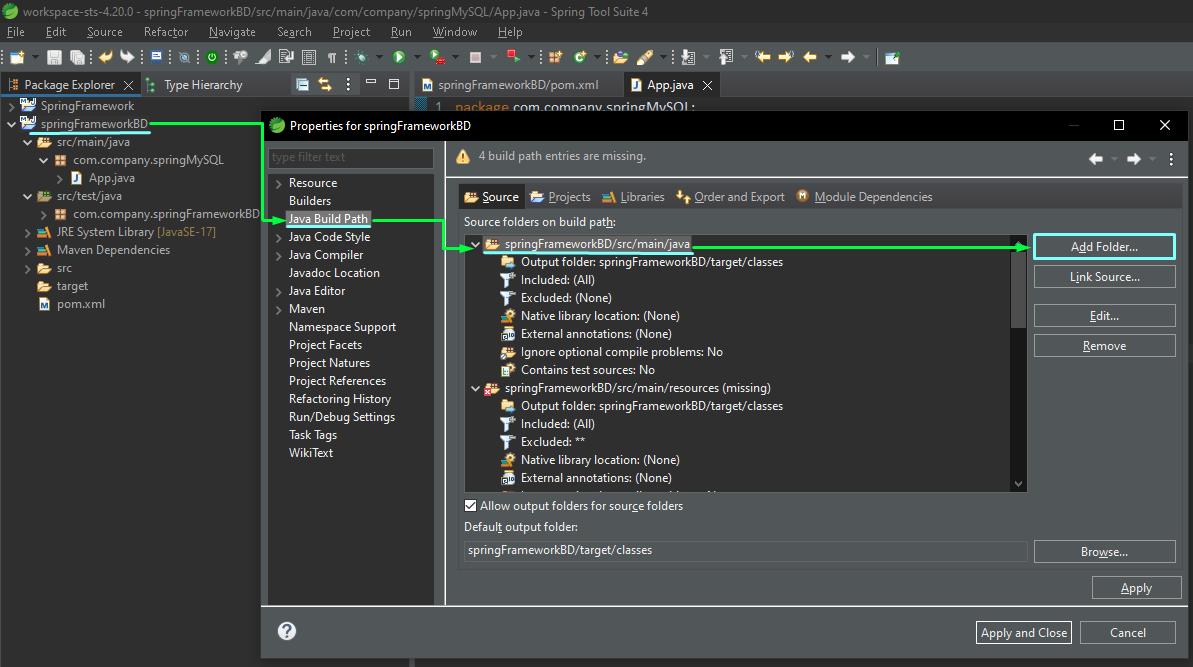 workspace-sts-4.20.0 - springFrameworkBD/src/main/java/com/company/springMySQL/App.java - Spring Tool Suite 4
File Edit Source Refactor Navigate Search Project Run Window Help
Package Explorer
Type Hierarchy
springFrameworkBD/pom.xml
App.java
SpringFramework
springFrameworkBD
src/main/java
com.company.springMySQL
App.java
src/test/java
com.company.springFrameworkBD
JRE System Library [JavaSE-17]
Maven Dependencies
src
target
pom.xml
1 package com.company.springMySQL;
Properties for springFrameworkBD
type filter text
Resource
Builders
Java Build Path
Java Code Style
Java Compiler
Javadoc Location
Java Editor
Maven
Namespace Support
Project Facets
Project Natures
Project References
Refactoring History
Run/Debug Settings
Task Tags
WikiText
4 build path entries are missing.
Source Projects Libraries Order and Export Module Dependencies
Source folders on build path:
springFrameworkBD/src/main/java
Output folder: springFrameworkBD/target/classes
Included: (All)
Excluded: (None)
Native library location: (None)
External annotations: (None)
Ignore optional compile problems: No
Contains test sources: No
springFrameworkBD/src/main/resources (missing)
Output folder: springFrameworkBD/target/classes
Included: (All)
Excluded: **
Native library location: (None)
External annotations: (None)
Add Folder...
Link Source...
Edit...
Remove
Allow output folders for source folders
Default output folder:
springFrameworkBD/target/classes
Browse...
Apply
Apply and Close
Cancel